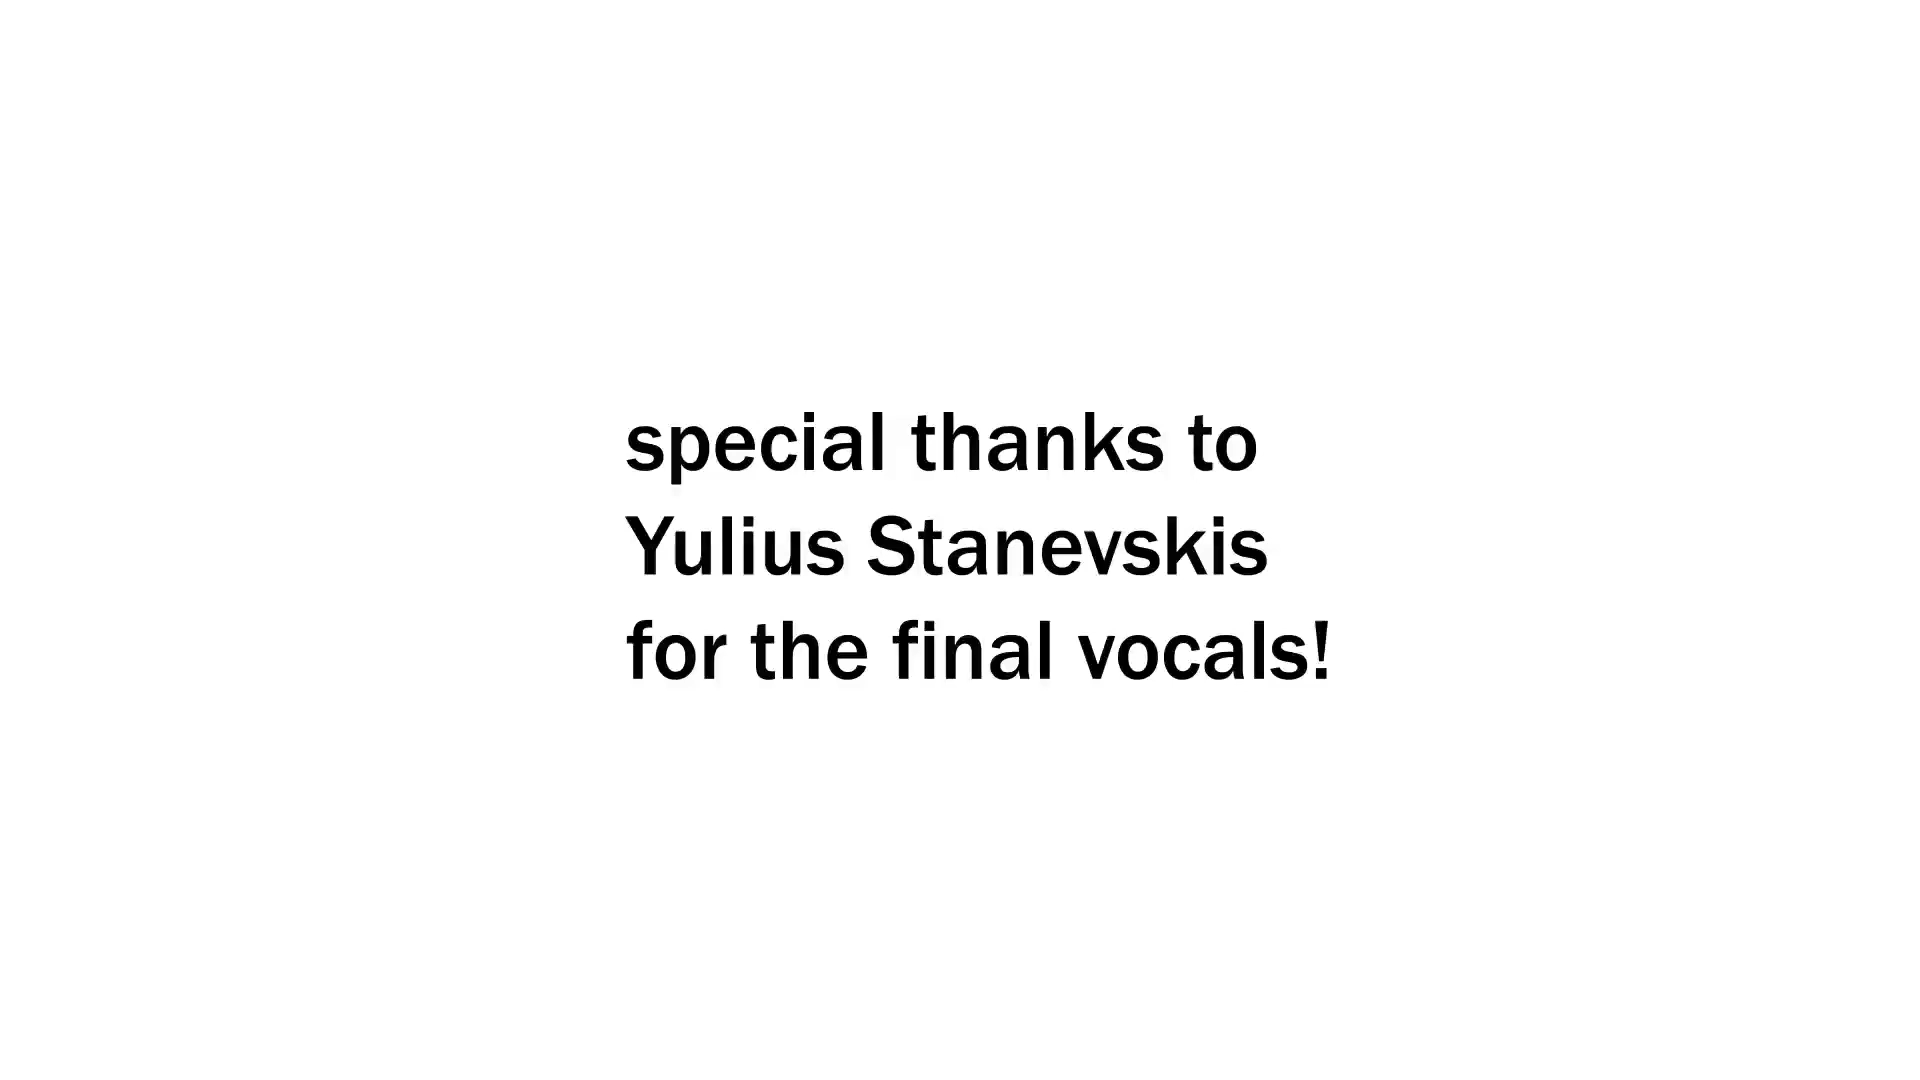 special thanks to
Yulius Stanevskis
for the final vocals!